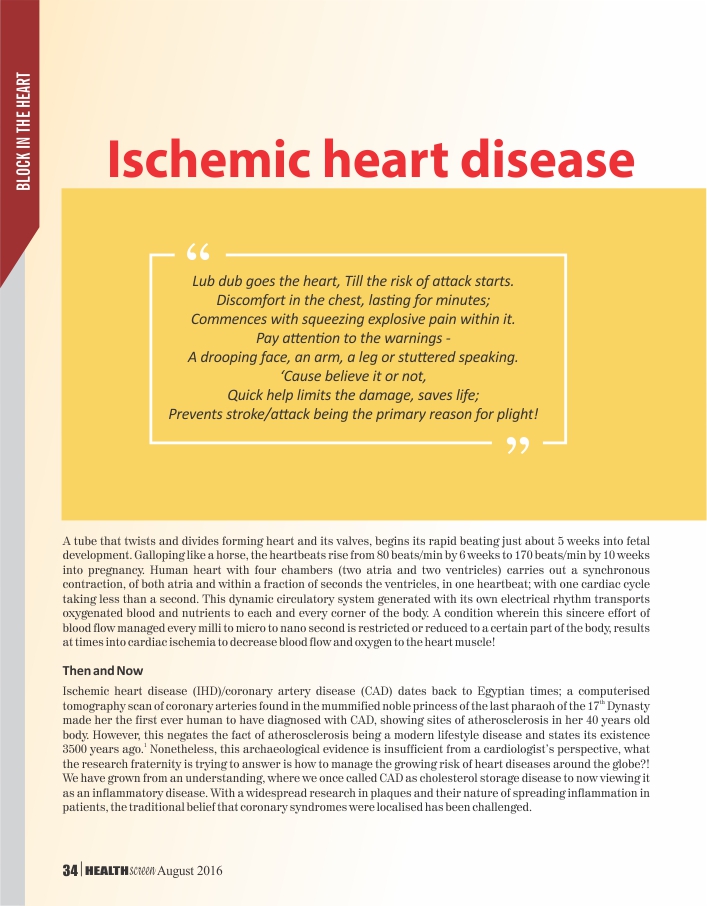 BLOCK IN THE HEART
Ischemic heart disease
“
Lub dub goes the heart, Till the risk of attack starts.
Discomfort in the chest, lasting for minutes;
Commences with squeezing explosive pain within it.
Pay attention to the warnings -
A drooping face, an arm, a leg or stuttered speaking.
‘Cause believe it or not,
Quick help limits the damage, saves life;
Prevents stroke/attack being the primary reason for plight!
”
A tube that twists and divides forming heart and its valves, begins its rapid beating just about 5 weeks into fetal
development. Galloping like a horse, the heartbeats rise from 80 beats/min by 6 weeks to 170 beats/min by 10 weeks
into pregnancy. Human heart with four chambers (two atria and two ventricles) carries out a synchronous
contraction, of both atria and within a fraction of seconds the ventricles, in one heartbeat; with one cardiac cycle
taking less than a second. This dynamic circulatory system generated with its own electrical rhythm transports
oxygenated blood and nutrients to each and every corner of the body. A condition wherein this sincere effort of
blood flow managed every milli to micro to nano second is restricted or reduced to a certain part of the body, results
at times into cardiac ischemia to decrease blood flow and oxygen to the heart muscle!
Then and Now
Ischemic heart disease (IHD)/coronary artery disease (CAD) dates back to Egyptian times; a computerised
tomography scan of coronary arteries found in the mummified noble princess of the last pharaoh of the 17th Dynasty
made her the first ever human to have diagnosed with CAD, showing sites of atherosclerosis in her 40 years old
body. However, this negates the fact of atherosclerosis being a modern lifestyle disease and states its existence
3500 years ago.1 Nonetheless, this archaeological evidence is insufficient from a cardiologist’s perspective, what
the research fraternity is trying to answer is how to manage the growing risk of heart diseases around the globe?!
We have grown from an understanding, where we once called CAD as cholesterol storage disease to now viewing it
as an inflammatory disease. With a widespread research in plaques and their nature of spreading inflammation in
patients, the traditional belief that coronary syndromes were localised has been challenged.
34 | HEALTHscreen August 2016